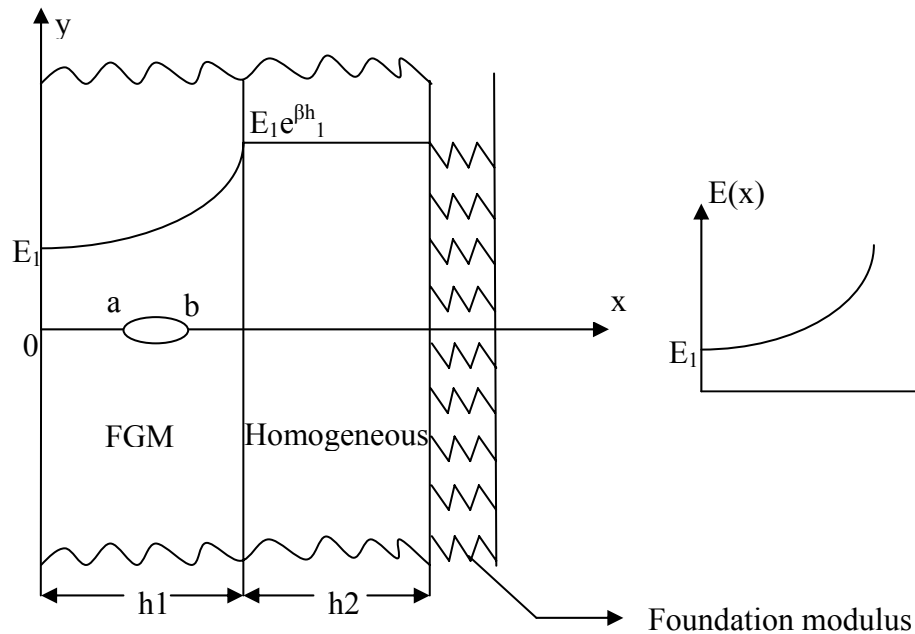 y
E₁e^βh₁
E(x)
E₁
a b
x
0
E₁
FGM
Homogeneous
h1
h2
Foundation modulus